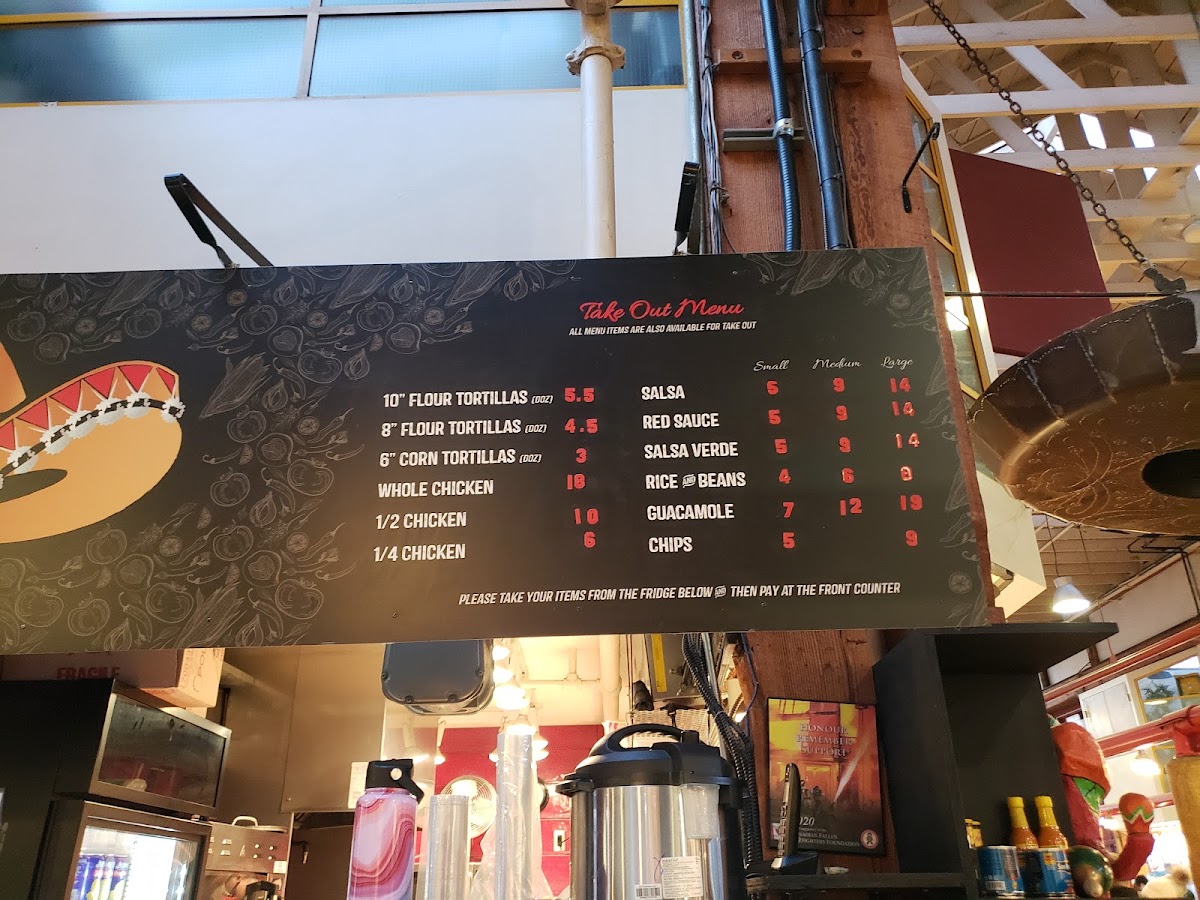 Take Out Menu
ALL MENU ITEMS ARE ALSO AVAILABLE FOR TAKE OUT
10" FLOUR TORTILLAS (DOZ) 5.5
8" FLOUR TORTILLAS (DOZ) 4.5
6" CORN TORTILLAS (DOZ) 3
WHOLE CHICKEN 18
1/2 CHICKEN 10
1/4 CHICKEN 6
Small Medium Large
SALSA 5 9 14
RED SAUCE 5 9 14
SALSA VERDE 5 9 14
RICE AND BEANS 4 6 8
GUACAMOLE 7 12 19
CHIPS 5 9
PLEASE TAKE YOUR ITEMS FROM THE FRIDGE BELOW AND THEN PAY AT THE FRONT COUNTER
FRAGILE
HONOUR
REMEMBER
SUPPORT